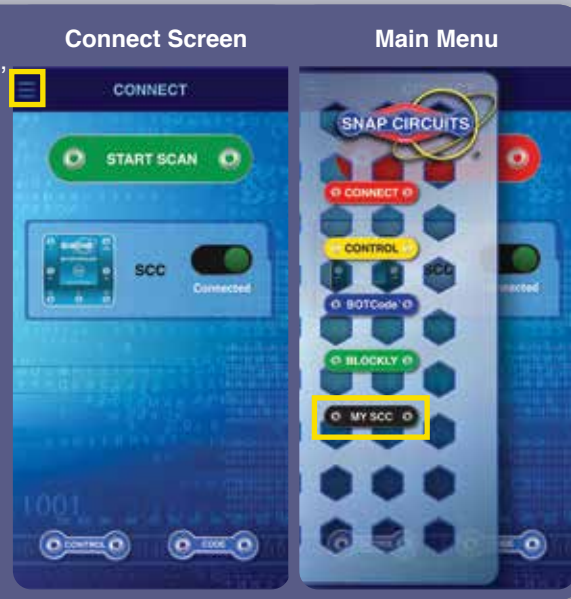 Connect Screen
Main Menu
,
CONNECT
START SCAN
SCC
Connected
1001
CONTROL
CODE
SNAP CIRCUITS
CONNECT
CONTROL
SCC
BOTCode
BLOCKLY
MY SCC